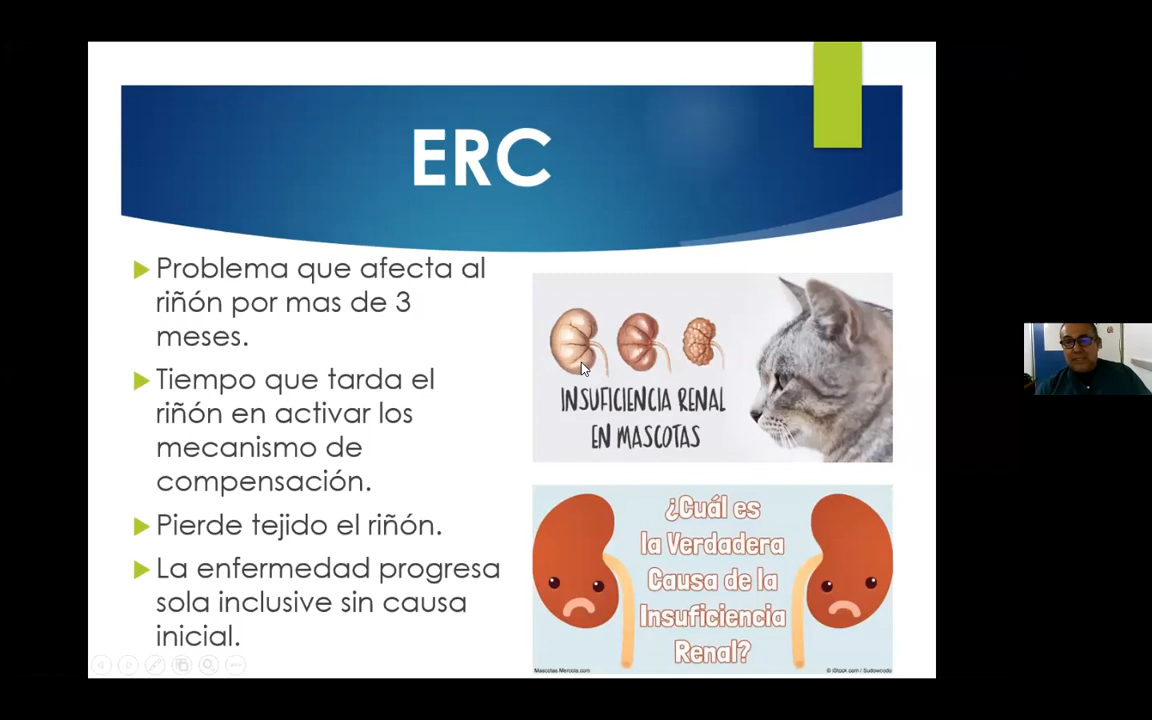 ERC
Problema que afecta al
riñón por mas de 3
meses.
Tiempo que tarda el
riñón en activar los
mecanismo de
compensación.
Pierde tejido el riñón.
La enfermedad progresa
sola inclusive sin causa
inicial.
INSUFICIENCIA RENAL
EN MASCOTAS
¿Cuál es
la Verdadera
Causa de la
Insuficiencia
Renal?
Mascotas.Mercola.com
© iStock.com / Sudowoodo